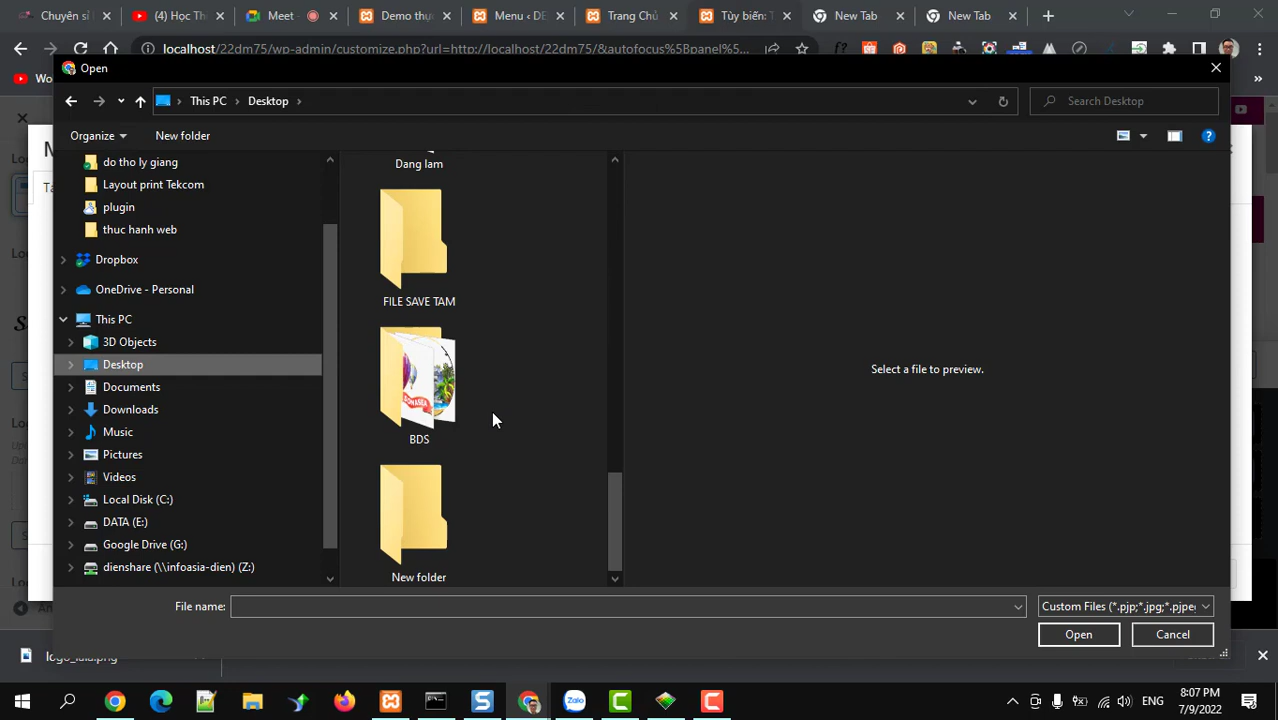 Chuyên sỉ
(4) Học Th
Meet -
Demo thự
Menu ‹ DE
Trang Chủ
Tùy biến: T
New Tab
New Tab
localhost/22dm75/wp-admin/customize.php?url=http://localhost/22dm75/&autofocus%5Bpanel%5...
Wo
Open
This PC
Desktop
Search Desktop
Organize
New folder
do tho ly giang
Layout print Tekcom
plugin
thuc hanh web
Dropbox
OneDrive - Personal
This PC
3D Objects
Desktop
Documents
Downloads
Music
Pictures
Videos
Local Disk (C:)
DATA (E:)
Google Drive (G:)
dienshare (\\infoasia-dien) (Z:)
Dang lam
FILE SAVE TAM
BDS
New folder
Select a file to preview.
File name:
Custom Files (*.pjp;*.jpg;*.pjpe
Open
Cancel
logo_lala.png
Zalo
ENG
8:07 PM
7/9/2022